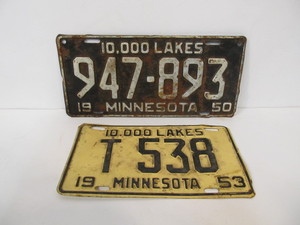 10,000 LAKES
947-893
19 MINNESOTA 50
10,000 LAKES
T 538
19 MINNESOTA 53